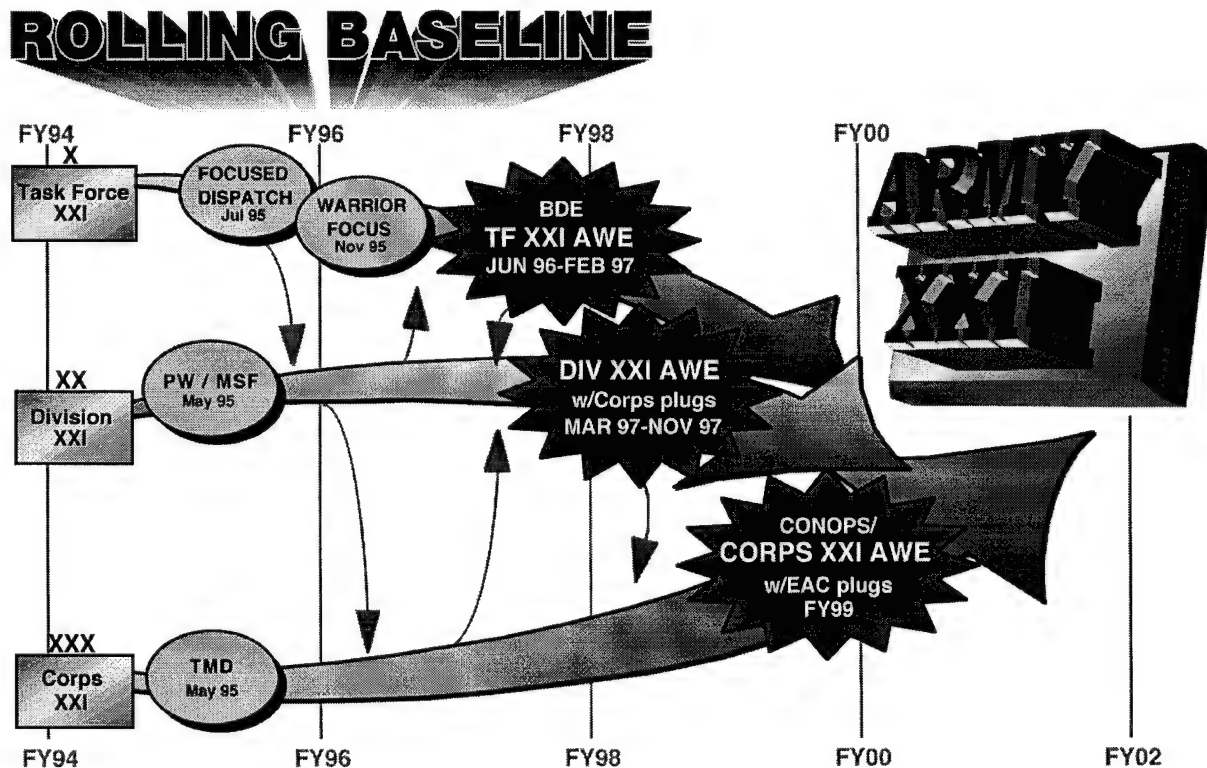 ROLLING BASELINE
FY94
FY96
FY98
FY00
X
Task Force
XXI
FOCUSED
DISPATCH
Jul 95
WARRIOR
FOCUS
Nov 95
BDE
TF XXI AWE
JUN 96-FEB 97
ARMY
XXI
XX
Division
XXI
PW / MSF
May 95
DIV XXI AWE
w/Corps plugs
MAR 97-NOV 97
CONOPS/
CORPS XXI AWE
w/EAC plugs
FY99
XXX
Corps
XXI
TMD
May 95
FY94
FY96
FY98
FY00
FY02